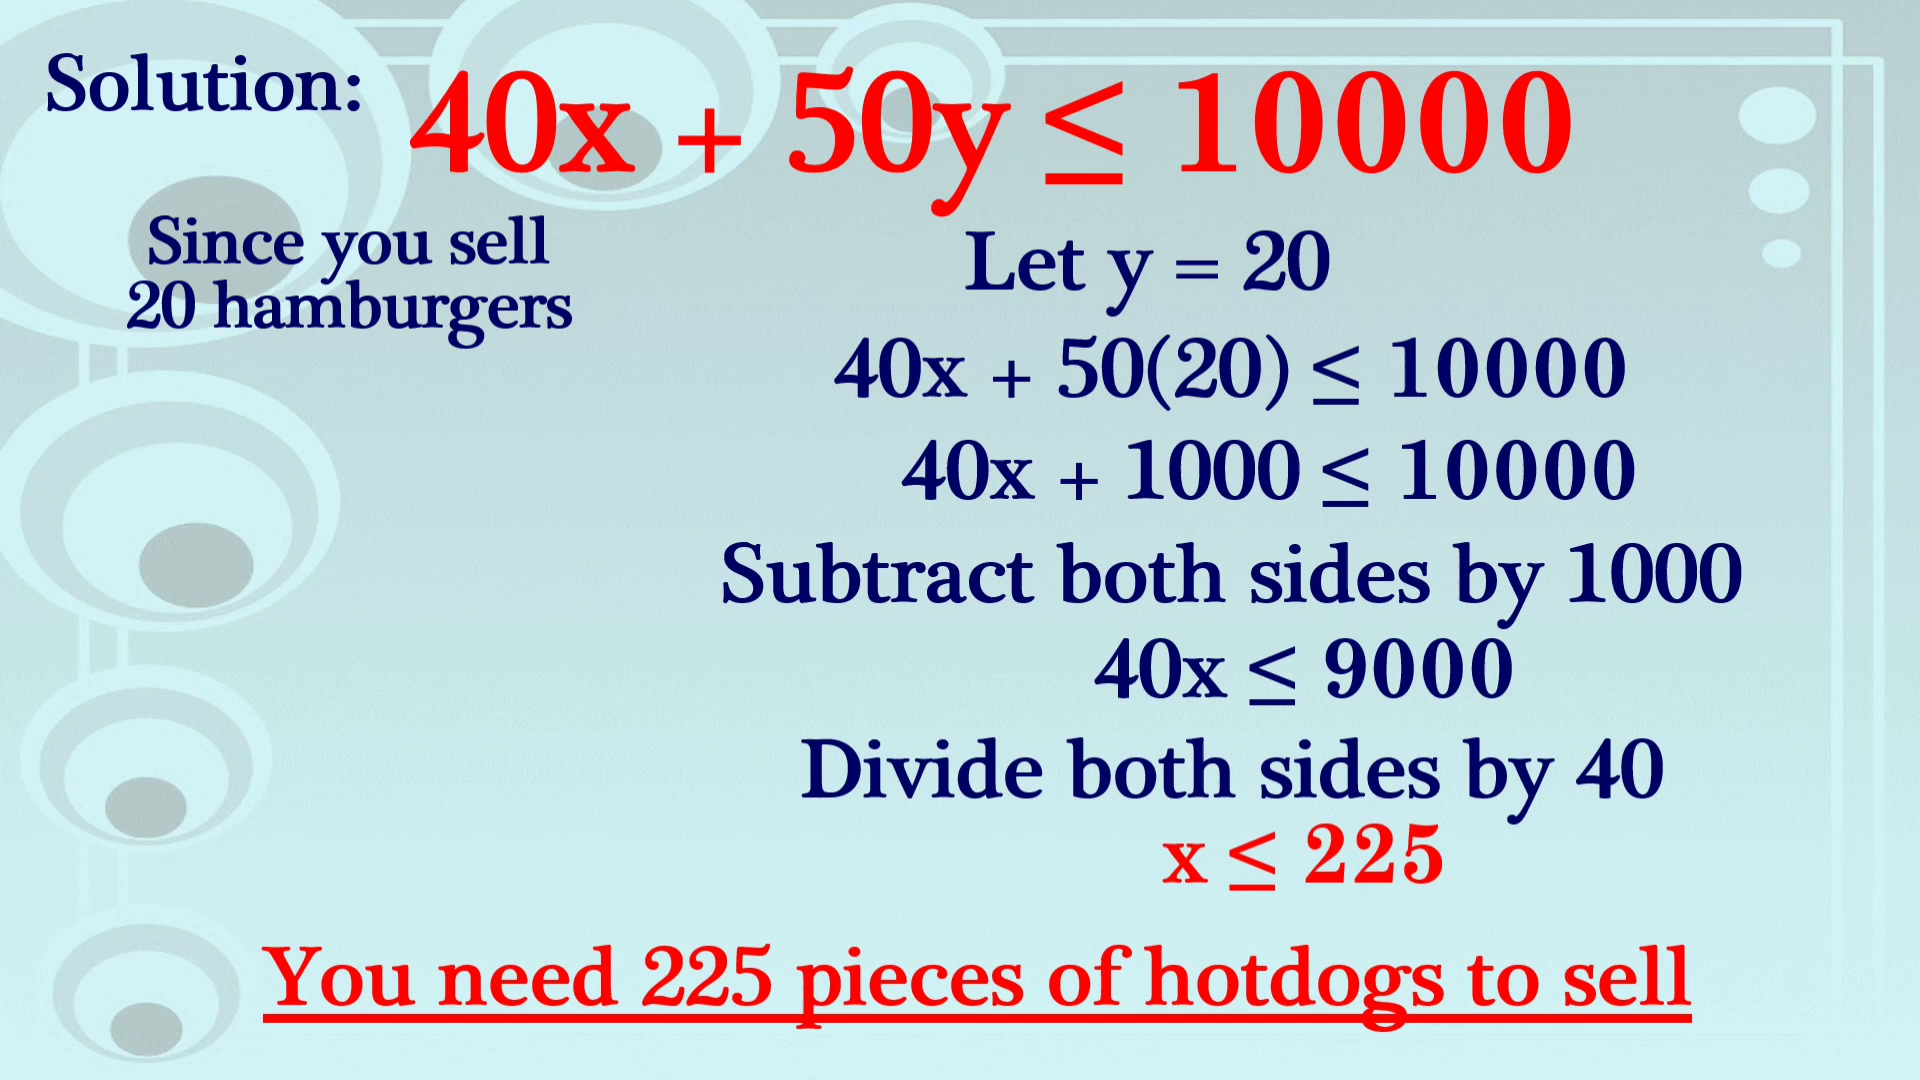 Solution:
40x + 50y ≤ 10000
Since you sell
20 hamburgers
Let y = 20
40x + 50(20) ≤ 10000
40x + 1000 ≤ 10000
Subtract both sides by 1000
40x ≤ 9000
Divide both sides by 40
x ≤ 225
You need 225 pieces of hotdogs to sell